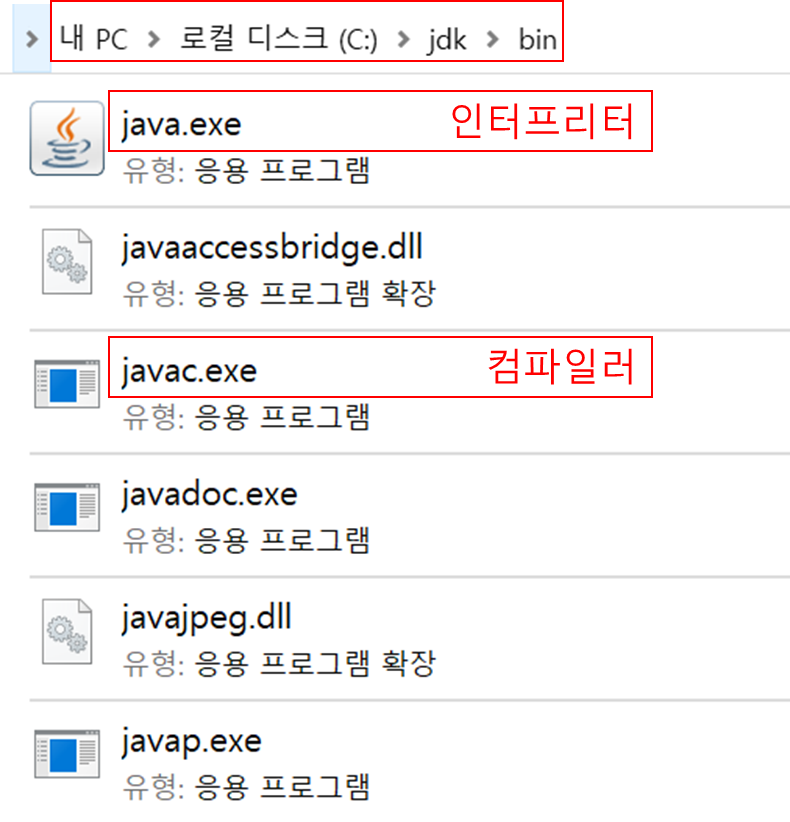 내 PC > 로컬 디스크 (C:) > jdk > bin
java.exe 인터프리터
유형: 응용 프로그램
javaaccessbridge.dll
유형: 응용 프로그램 확장
javac.exe 컴파일러
유형: 응용 프로그램
javadoc.exe
유형: 응용 프로그램
javajpeg.dll
유형: 응용 프로그램 확장
javap.exe
유형: 응용 프로그램